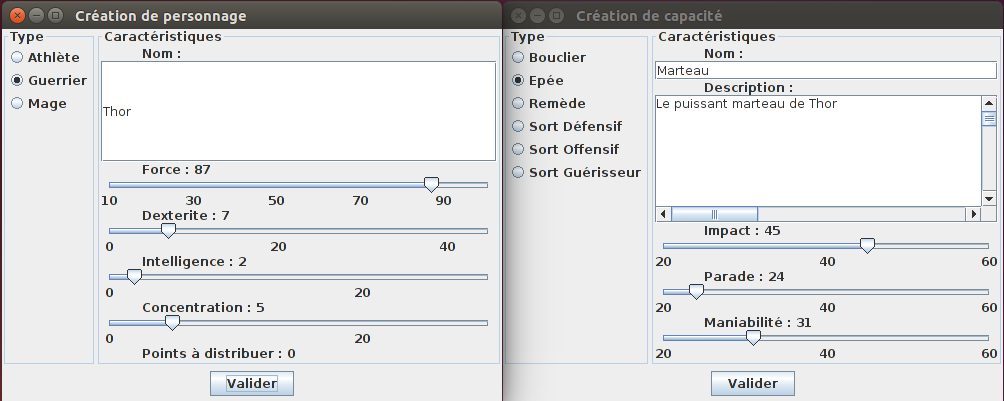 Création de personnage
Type
Athlète
Guerrier
Mage
Caractéristiques
Nom :
Thor
Force : 87
10 30 50 70 90
Dexterite : 7
0 20 40
Intelligence : 2
0 20
Concentration : 5
0 20
Points à distribuer : 0
Valider
Création de capacité
Type
Bouclier
Epée
Remède
Sort Défensif
Sort Offensif
Sort Guérisseur
Caractéristiques
Nom :
Marteau
Description :
Le puissant marteau de Thor
Impact : 45
20 40 60
Parade : 24
20 40 60
Maniabilité : 31
20 40 60
Valider